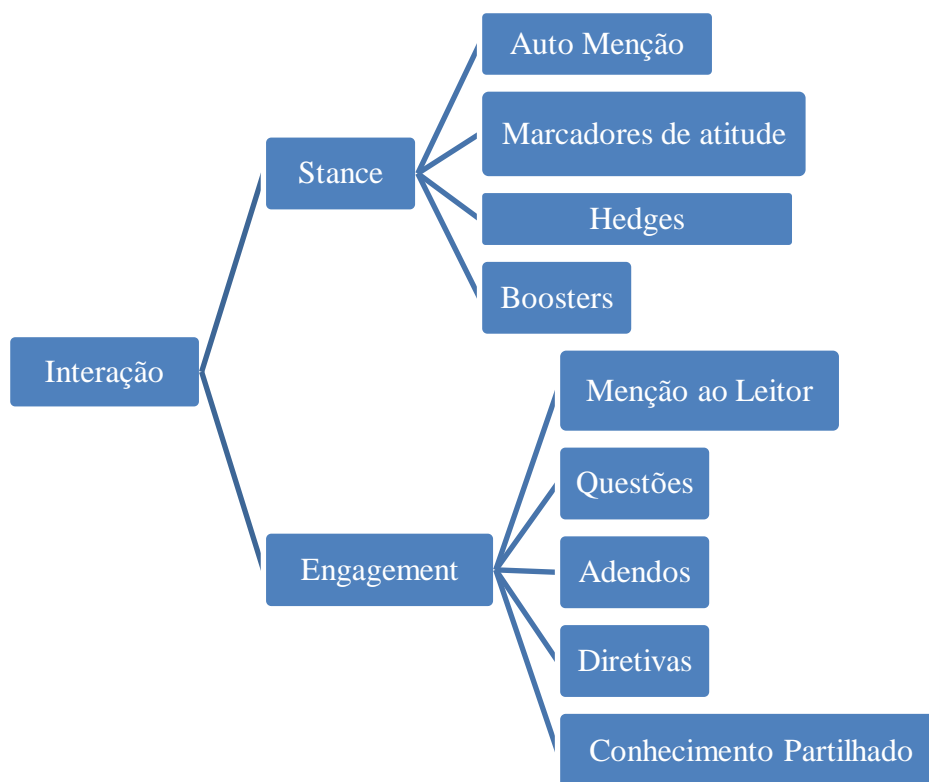 Interação
Stance
Auto Menção
Marcadores de atitude
Hedges
Boosters
Engagement
Menção ao Leitor
Questões
Adendos
Diretivas
Conhecimento Partilhado